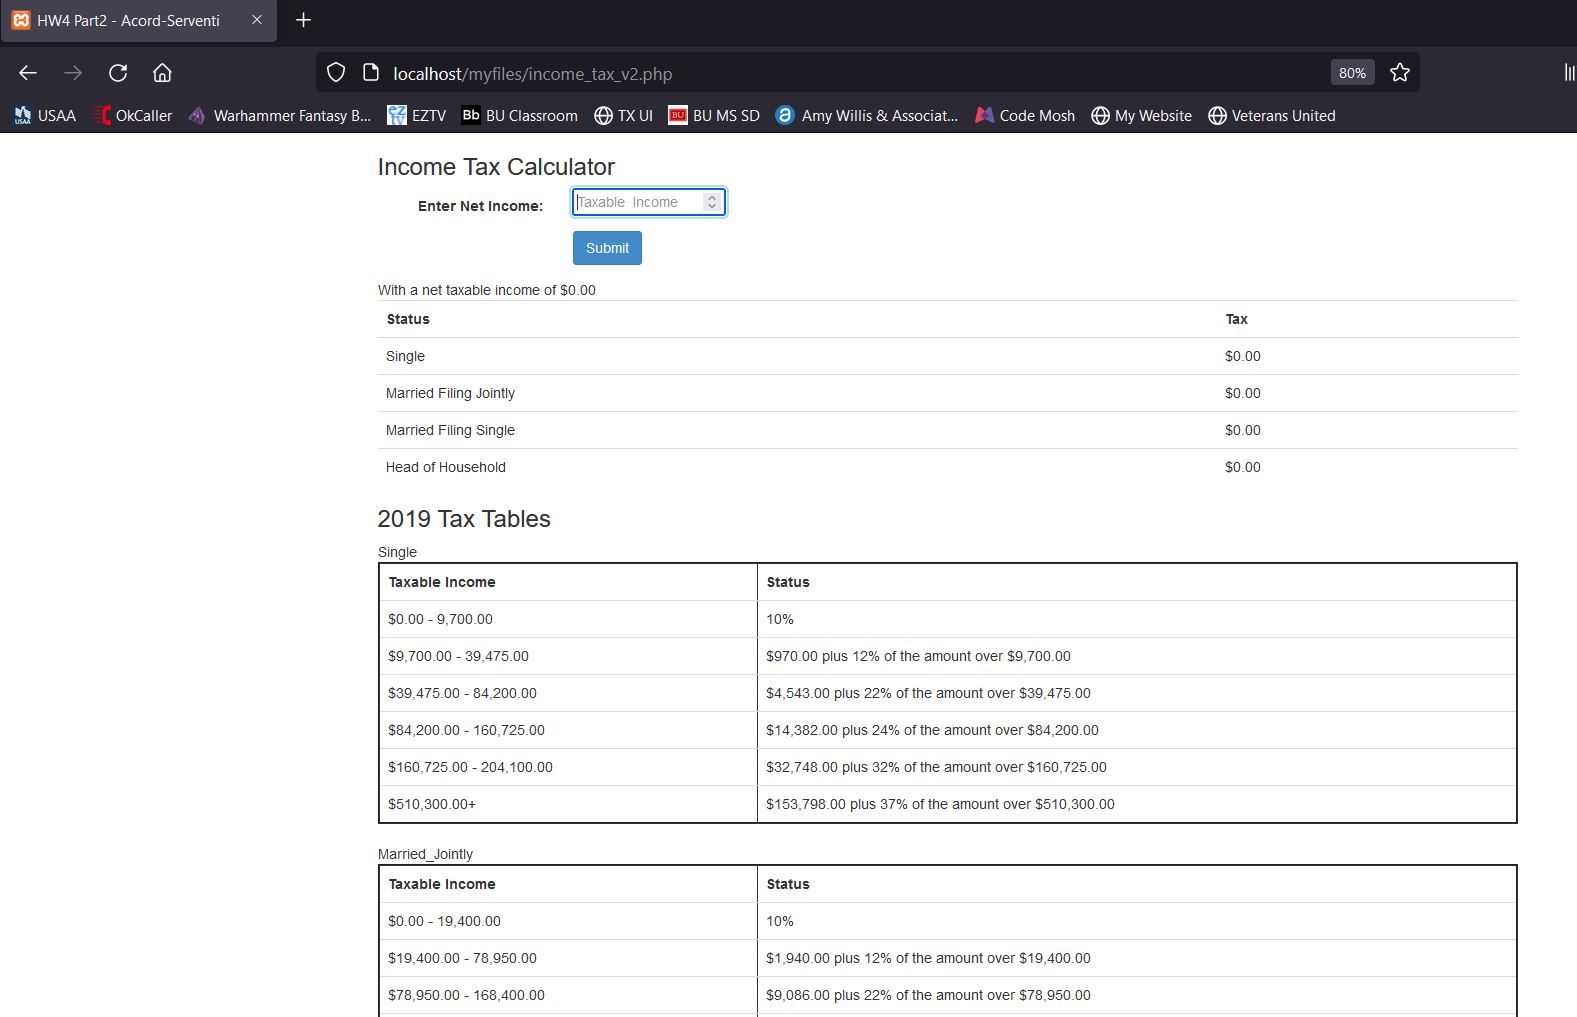 HW4 Part2 - Acord-Serventi
localhost/myfiles/income_tax_v2.php 80%
USAA OkCaller Warhammer Fantasy B... EZTV Bb BU Classroom TX UI BU BU MS SD Amy Willis & Associat... Code Mosh My Website Veterans United
Income Tax Calculator
Enter Net Income: Taxable Income
Submit
With a net taxable income of $0.00
Status Tax
Single $0.00
Married Filing Jointly $0.00
Married Filing Single $0.00
Head of Household $0.00
2019 Tax Tables
Single
Taxable Income Status
$0.00 - 9,700.00 10%
$9,700.00 - 39,475.00 $970.00 plus 12% of the amount over $9,700.00
$39,475.00 - 84,200.00 $4,543.00 plus 22% of the amount over $39,475.00
$84,200.00 - 160,725.00 $14,382.00 plus 24% of the amount over $84,200.00
$160,725.00 - 204,100.00 $32,748.00 plus 32% of the amount over $160,725.00
$510,300.00+ $153,798.00 plus 37% of the amount over $510,300.00
Married_Jointly
Taxable Income Status
$0.00 - 19,400.00 10%
$19,400.00 - 78,950.00 $1,940.00 plus 12% of the amount over $19,400.00
$78,950.00 - 168,400.00 $9,086.00 plus 22% of the amount over $78,950.00